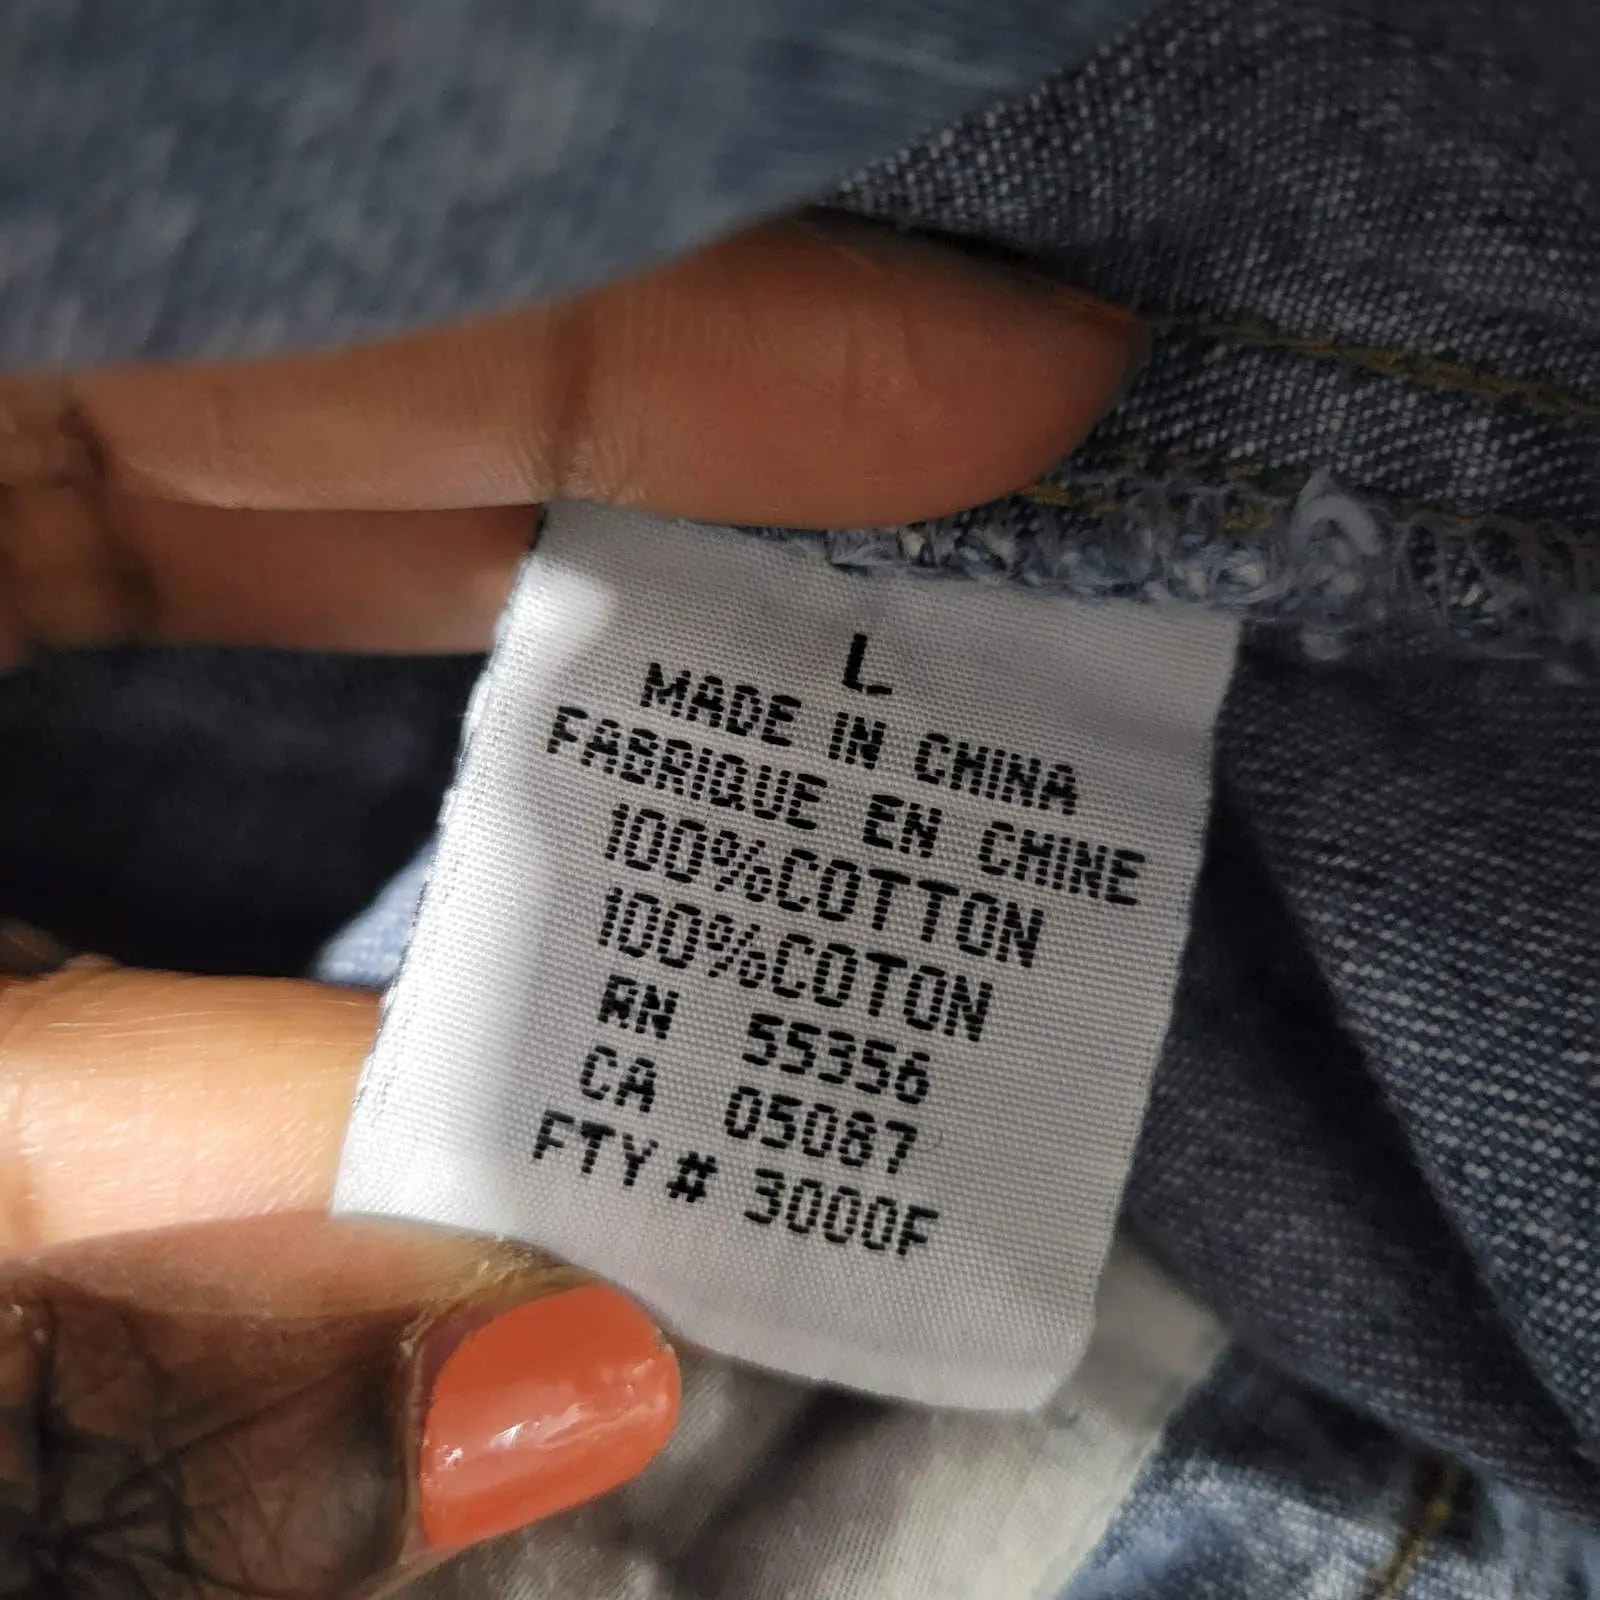 L
MADE IN CHINA
FABRIQUE EN CHINE
100%COTTON
100%COTON
RN 55356
CA 05087
FTY # 3000F